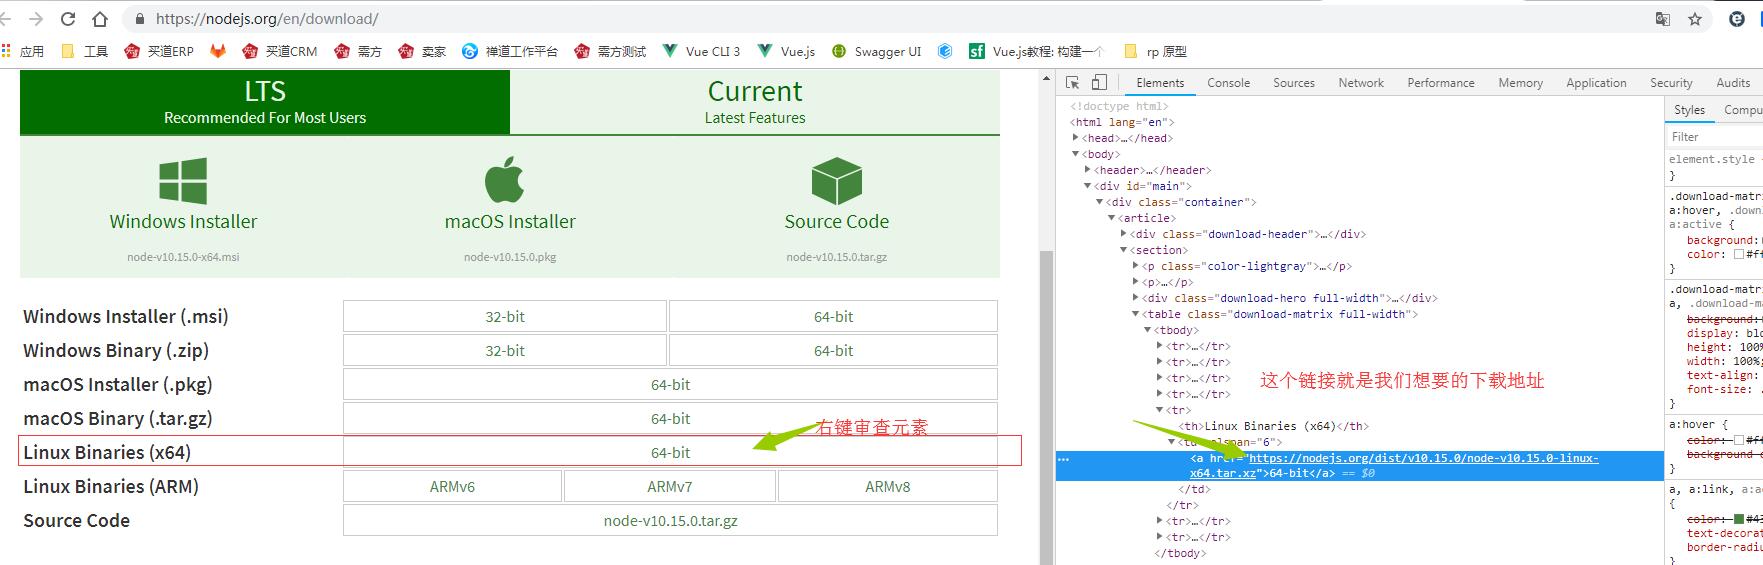 https://nodejs.org/en/download/
应用 工具 买道ERP 买道CRM 需方 卖家 禅道工作平台 需方测试 Vue CLI 3 Vue.js Swagger UI Vue.js教程: 构建一个 rp 原型
LTS
Recommended For Most Users
Current
Latest Features
Windows Installer
node-v10.15.0-x64.msi
macOS Installer
node-v10.15.0.pkg
Source Code
node-v10.15.0.tar.gz
Windows Installer (.msi) 32-bit 64-bit
Windows Binary (.zip) 32-bit 64-bit
macOS Installer (.pkg) 64-bit
macOS Binary (.tar.gz) 64-bit
右键审查元素
Linux Binaries (x64) 64-bit
Linux Binaries (ARM) ARMv6 ARMv7 ARMv8
Source Code node-v10.15.0.tar.gz
Elements Console Sources Network Performance Memory Application Security Audits
<!doctype html>
<html lang="en">
<head>…</head>
<body>
<header>…</header>
<div id="main">
<div class="container">
<article>
<div class="download-header">…</div>
<section>
<p class="color-lightgray">…</p>
<p>…</p>
<div class="download-hero full-width">…</div>
<table class="download-matrix full-width">
<tbody>
<tr>…</tr>
<tr>…</tr>
<tr>…</tr>
<tr>…</tr>
这个链接就是我们想要的下载地址
<tr>
<th>Linux Binaries (x64)</th>
<td colspan="6">
<a href="https://nodejs.org/dist/v10.15.0/node-v10.15.0-linux-
x64.tar.xz">64-bit</a> == $0
</td>
</tr>
<tr>…</tr>
<tr>…</tr>
</tbody>
Styles Compu
Filter
element.style
}
.download-matri
a:hover, .down
a:active {
background:
color: #ff
}
.download-matri
a, .download-m
background:
display: blo
height: 100%
width: 100%;
text-align:
font-size: .
}
a:hover {
color: #ff
background-c
}
a, a:link, a:ac
{
color: #43
text-decorat
border-radiu
}